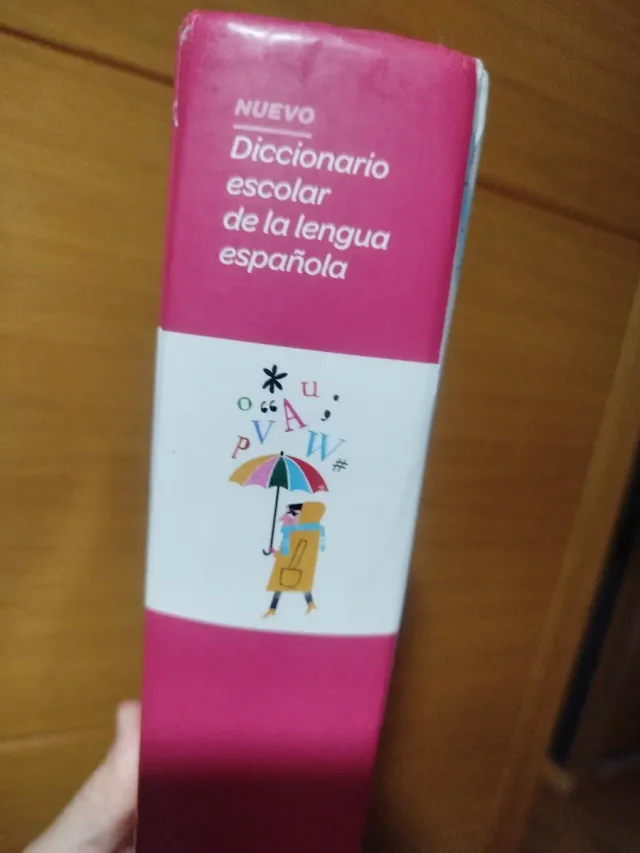 NUEVO
Diccionario
escolar
de la lengua
española
* u ;
o “ A
p V W #